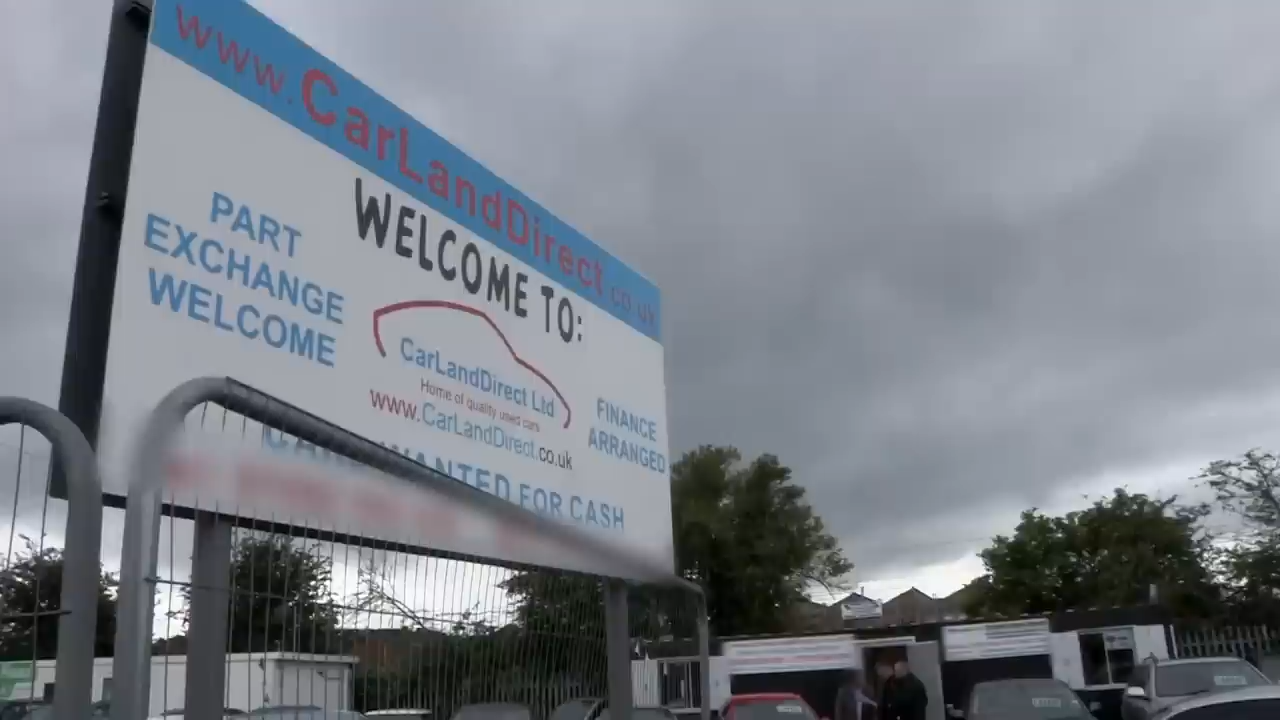 www.CarLandDirect.co.uk
WELCOME TO:
PART
EXCHANGE
WELCOME
CarLandDirect Ltd
Home of quality used cars
www.CarLandDirect.co.uk
FINANCE
ARRANGED
CARS WANTED FOR CASH